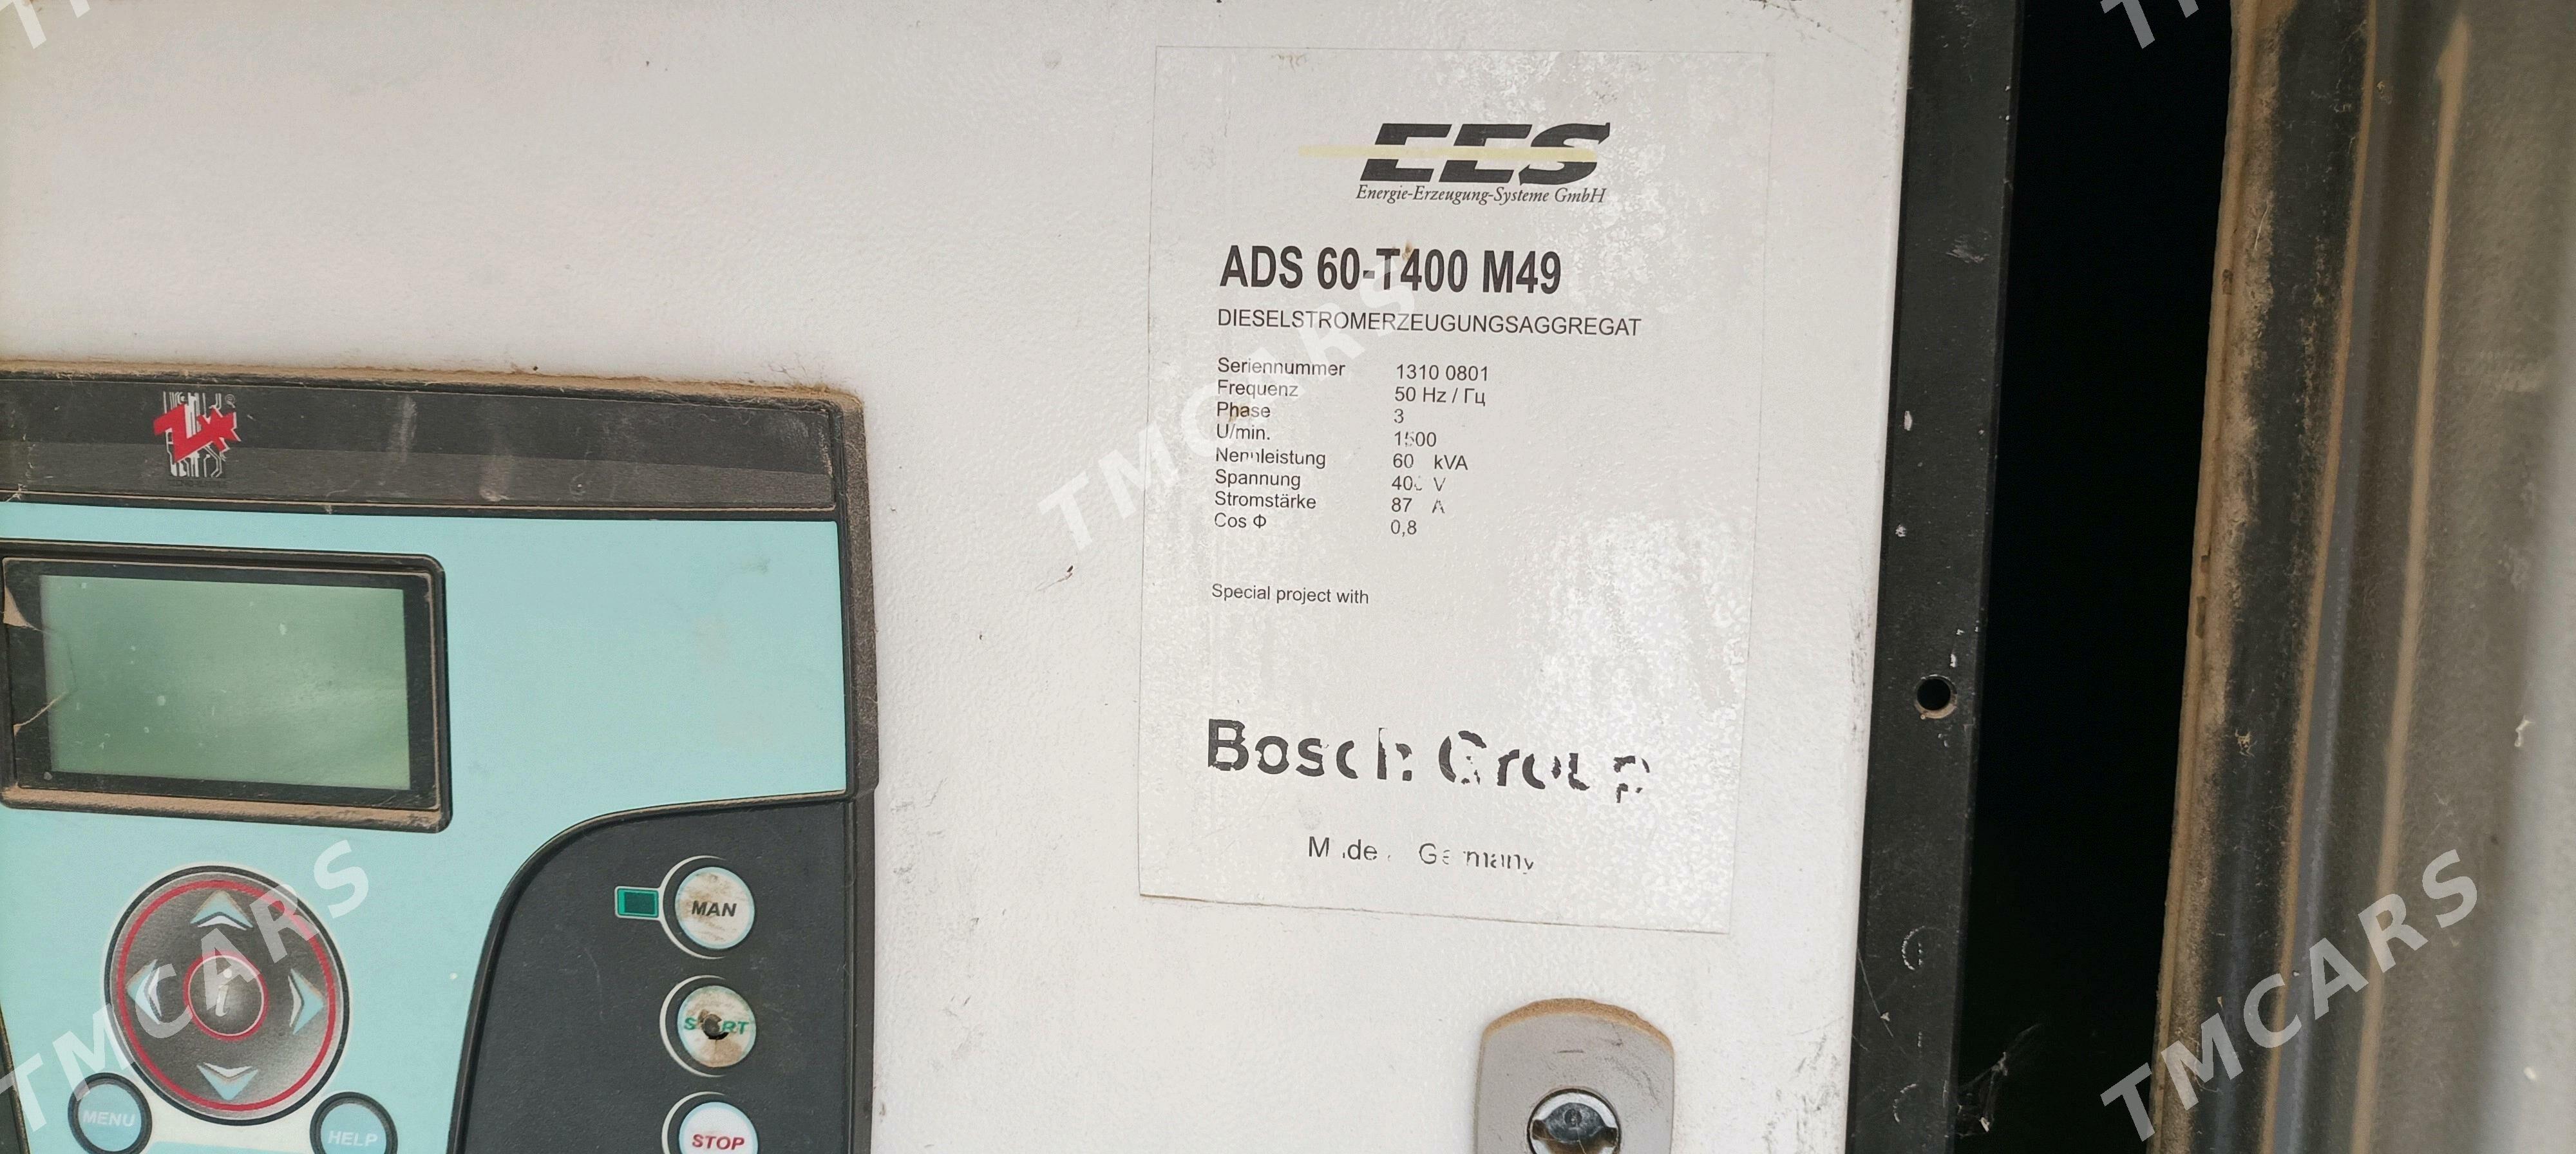 EES
Energie-Erzeugung-Systeme GmbH
ADS 60-T400 M49
DIESELSTROMERZEUGUNGSAGGREGAT
Seriennummer 1310 0801
Frequenz 50 Hz / Гц
Phase 3
U/min. 1500
Nennleistung 60 kVA
Spannung 400 V
Stromstärke 87 A
Cos Φ 0,8
Special project with
Bosch Group
Made Germany
MAN
START
STOP
i
MENU
HELP
TMCARS
TMCARS
TMCARS